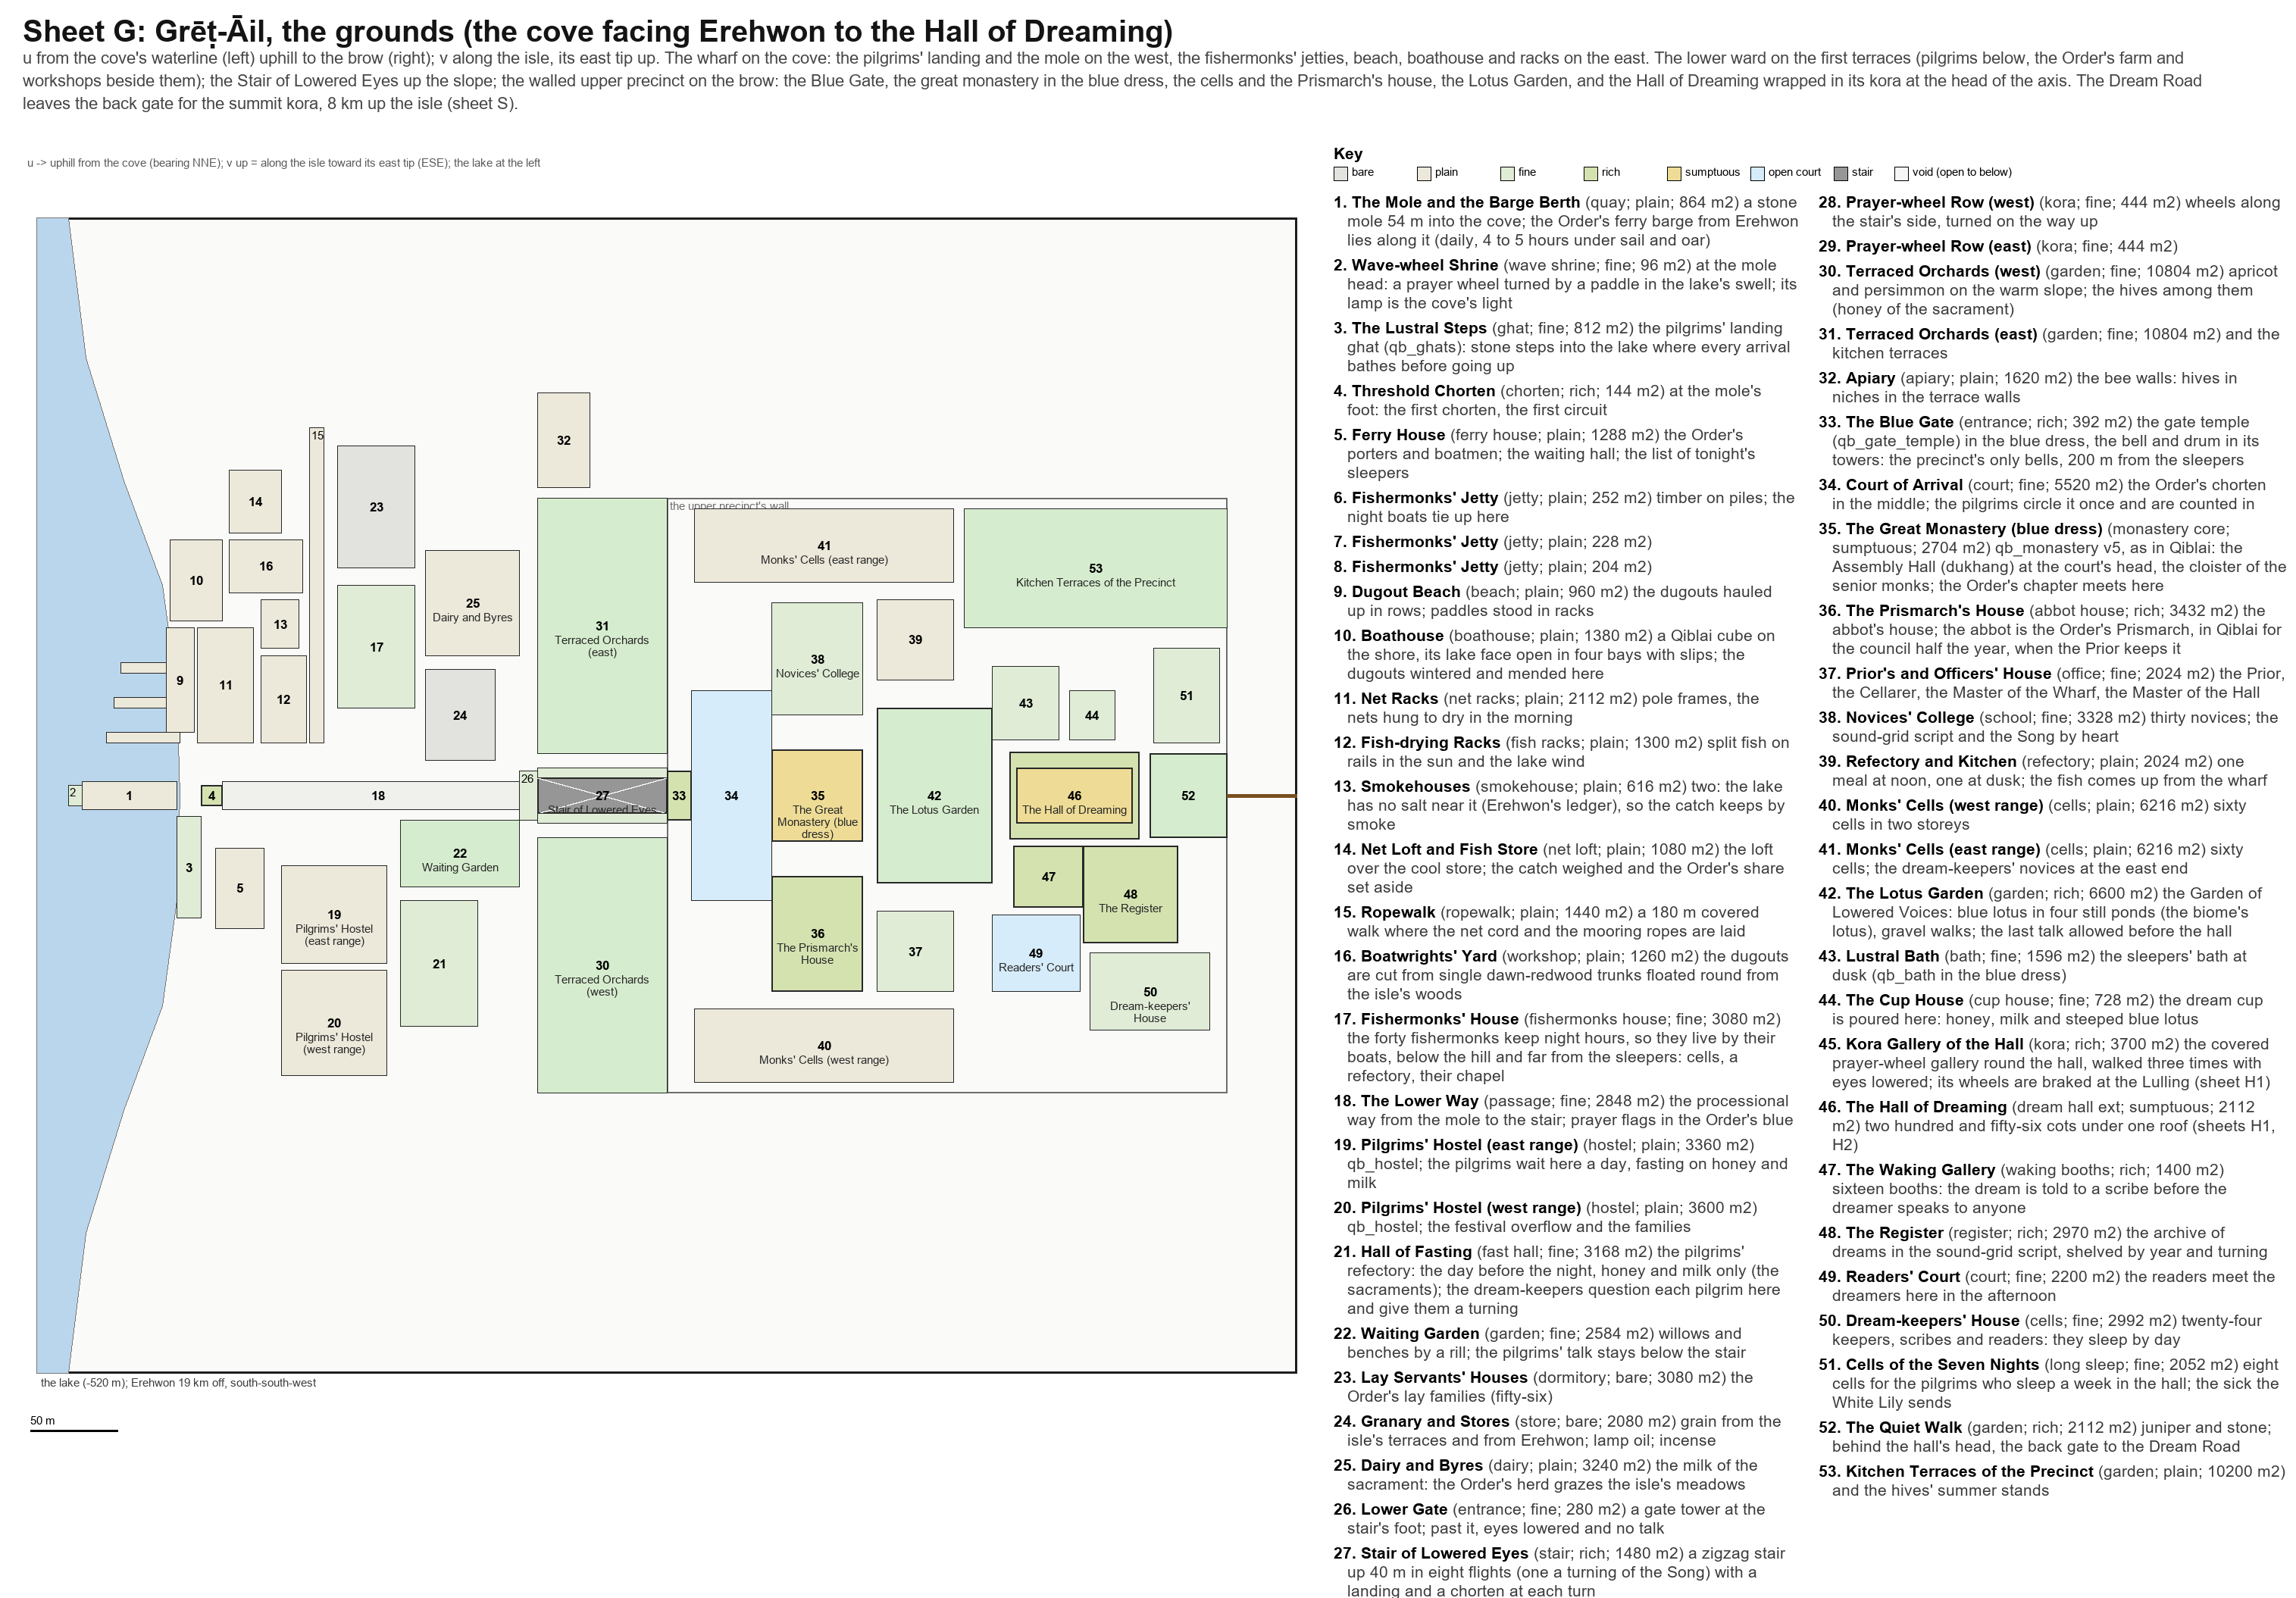 Sheet G: Grēṭ-Āil, the grounds (the cove facing Erehwon to the Hall of Dreaming)
u from the cove's waterline (left) uphill to the brow (right); v along the isle, its east tip up. The wharf on the cove: the pilgrims' landing and the mole on the west, the fishermonks' jetties, beach, boathouse and racks on the east. The lower ward on the first terraces (pilgrims below, the Order's farm and
workshops beside them); the Stair of Lowered Eyes up the slope; the walled upper precinct on the brow: the Blue Gate, the great monastery in the blue dress, the cells and the Prismarch's house, the Lotus Garden, and the Hall of Dreaming wrapped in its kora at the head of the axis. The Dream Road
leaves the back gate for the summit kora, 8 km up the isle (sheet S).
u -> uphill from the cove (bearing NNE); v up = along the isle toward its east tip (ESE); the lake at the left
32
15
14
23
the upper precinct's wall
10
16
41
Monks' Cells (east range)
53
Kitchen Terraces of the Precinct
25
Dairy and Byres
13
17
31
Terraced Orchards
(east)
38
Novices' College
39
9
11
12
24
43
44
51
26
2
1
4
18
27
Stair of Lowered Eyes
33
34
35
The Great
Monastery (blue
dress)
42
The Lotus Garden
46
The Hall of Dreaming
52
3
5
22
Waiting Garden
47
48
The Register
19
Pilgrims' Hostel
(east range)
21
36
The Prismarch's
House
37
49
Readers' Court
30
Terraced Orchards
(west)
50
Dream-keepers'
House
20
Pilgrims' Hostel
(west range)
40
Monks' Cells (west range)
the lake (-520 m); Erehwon 19 km off, south-south-west
50 m
Key
bare
plain
fine
rich
sumptuous
open court
stair
void (open to below)
1. The Mole and the Barge Berth (quay; plain; 864 m2) a stone
mole 54 m into the cove; the Order's ferry barge from Erehwon
lies along it (daily, 4 to 5 hours under sail and oar)
2. Wave-wheel Shrine (wave shrine; fine; 96 m2) at the mole
head: a prayer wheel turned by a paddle in the lake's swell; its
lamp is the cove's light
3. The Lustral Steps (ghat; fine; 812 m2) the pilgrims' landing
ghat (qb_ghats): stone steps into the lake where every arrival
bathes before going up
4. Threshold Chorten (chorten; rich; 144 m2) at the mole's
foot: the first chorten, the first circuit
5. Ferry House (ferry house; plain; 1288 m2) the Order's
porters and boatmen; the waiting hall; the list of tonight's
sleepers
6. Fishermonks' Jetty (jetty; plain; 252 m2) timber on piles; the
night boats tie up here
7. Fishermonks' Jetty (jetty; plain; 228 m2)
8. Fishermonks' Jetty (jetty; plain; 204 m2)
9. Dugout Beach (beach; plain; 960 m2) the dugouts hauled
up in rows; paddles stood in racks
10. Boathouse (boathouse; plain; 1380 m2) a Qiblai cube on
the shore, its lake face open in four bays with slips; the
dugouts wintered and mended here
11. Net Racks (net racks; plain; 2112 m2) pole frames, the
nets hung to dry in the morning
12. Fish-drying Racks (fish racks; plain; 1300 m2) split fish on
rails in the sun and the lake wind
13. Smokehouses (smokehouse; plain; 616 m2) two: the lake
has no salt near it (Erehwon's ledger), so the catch keeps by
smoke
14. Net Loft and Fish Store (net loft; plain; 1080 m2) the loft
over the cool store; the catch weighed and the Order's share
set aside
15. Ropewalk (ropewalk; plain; 1440 m2) a 180 m covered
walk where the net cord and the mooring ropes are laid
16. Boatwrights' Yard (workshop; plain; 1260 m2) the dugouts
are cut from single dawn-redwood trunks floated round from
the isle's woods
17. Fishermonks' House (fishermonks house; fine; 3080 m2)
the forty fishermonks keep night hours, so they live by their
boats, below the hill and far from the sleepers: cells, a
refectory, their chapel
18. The Lower Way (passage; fine; 2848 m2) the processional
way from the mole to the stair; prayer flags in the Order's blue
19. Pilgrims' Hostel (east range) (hostel; plain; 3360 m2)
qb_hostel; the pilgrims wait here a day, fasting on honey and
milk
20. Pilgrims' Hostel (west range) (hostel; plain; 3600 m2)
qb_hostel; the festival overflow and the families
21. Hall of Fasting (fast hall; fine; 3168 m2) the pilgrims'
refectory: the day before the night, honey and milk only (the
sacraments); the dream-keepers question each pilgrim here
and give them a turning
22. Waiting Garden (garden; fine; 2584 m2) willows and
benches by a rill; the pilgrims' talk stays below the stair
23. Lay Servants' Houses (dormitory; bare; 3080 m2) the
Order's lay families (fifty-six)
24. Granary and Stores (store; bare; 2080 m2) grain from the
isle's terraces and from Erehwon; lamp oil; incense
25. Dairy and Byres (dairy; plain; 3240 m2) the milk of the
sacrament: the Order's herd grazes the isle's meadows
26. Lower Gate (entrance; fine; 280 m2) a gate tower at the
stair's foot; past it, eyes lowered and no talk
27. Stair of Lowered Eyes (stair; rich; 1480 m2) a zigzag stair
up 40 m in eight flights (one a turning of the Song) with a
landing and a chorten at each turn
28. Prayer-wheel Row (west) (kora; fine; 444 m2) wheels along
the stair's side, turned on the way up
29. Prayer-wheel Row (east) (kora; fine; 444 m2)
30. Terraced Orchards (west) (garden; fine; 10804 m2) apricot
and persimmon on the warm slope; the hives among them
(honey of the sacrament)
31. Terraced Orchards (east) (garden; fine; 10804 m2) and the
kitchen terraces
32. Apiary (apiary; plain; 1620 m2) the bee walls: hives in
niches in the terrace walls
33. The Blue Gate (entrance; rich; 392 m2) the gate temple
(qb_gate_temple) in the blue dress, the bell and drum in its
towers: the precinct's only bells, 200 m from the sleepers
34. Court of Arrival (court; fine; 5520 m2) the Order's chorten
in the middle; the pilgrims circle it once and are counted in
35. The Great Monastery (blue dress) (monastery core;
sumptuous; 2704 m2) qb_monastery v5, as in Qiblai: the
Assembly Hall (dukhang) at the court's head, the cloister of the
senior monks; the Order's chapter meets here
36. The Prismarch's House (abbot house; rich; 3432 m2) the
abbot's house; the abbot is the Order's Prismarch, in Qiblai for
the council half the year, when the Prior keeps it
37. Prior's and Officers' House (office; fine; 2024 m2) the Prior,
the Cellarer, the Master of the Wharf, the Master of the Hall
38. Novices' College (school; fine; 3328 m2) thirty novices; the
sound-grid script and the Song by heart
39. Refectory and Kitchen (refectory; plain; 2024 m2) one
meal at noon, one at dusk; the fish comes up from the wharf
40. Monks' Cells (west range) (cells; plain; 6216 m2) sixty
cells in two storeys
41. Monks' Cells (east range) (cells; plain; 6216 m2) sixty
cells; the dream-keepers' novices at the east end
42. The Lotus Garden (garden; rich; 6600 m2) the Garden of
Lowered Voices: blue lotus in four still ponds (the biome's
lotus), gravel walks; the last talk allowed before the hall
43. Lustral Bath (bath; fine; 1596 m2) the sleepers' bath at
dusk (qb_bath in the blue dress)
44. The Cup House (cup house; fine; 728 m2) the dream cup
is poured here: honey, milk and steeped blue lotus
45. Kora Gallery of the Hall (kora; rich; 3700 m2) the covered
prayer-wheel gallery round the hall, walked three times with
eyes lowered; its wheels are braked at the Lulling (sheet H1)
46. The Hall of Dreaming (dream hall ext; sumptuous; 2112
m2) two hundred and fifty-six cots under one roof (sheets H1,
H2)
47. The Waking Gallery (waking booths; rich; 1400 m2)
sixteen booths: the dream is told to a scribe before the
dreamer speaks to anyone
48. The Register (register; rich; 2970 m2) the archive of
dreams in the sound-grid script, shelved by year and turning
49. Readers' Court (court; fine; 2200 m2) the readers meet the
dreamers here in the afternoon
50. Dream-keepers' House (cells; fine; 2992 m2) twenty-four
keepers, scribes and readers: they sleep by day
51. Cells of the Seven Nights (long sleep; fine; 2052 m2) eight
cells for the pilgrims who sleep a week in the hall; the sick the
White Lily sends
52. The Quiet Walk (garden; rich; 2112 m2) juniper and stone;
behind the hall's head, the back gate to the Dream Road
53. Kitchen Terraces of the Precinct (garden; plain; 10200 m2)
and the hives' summer stands